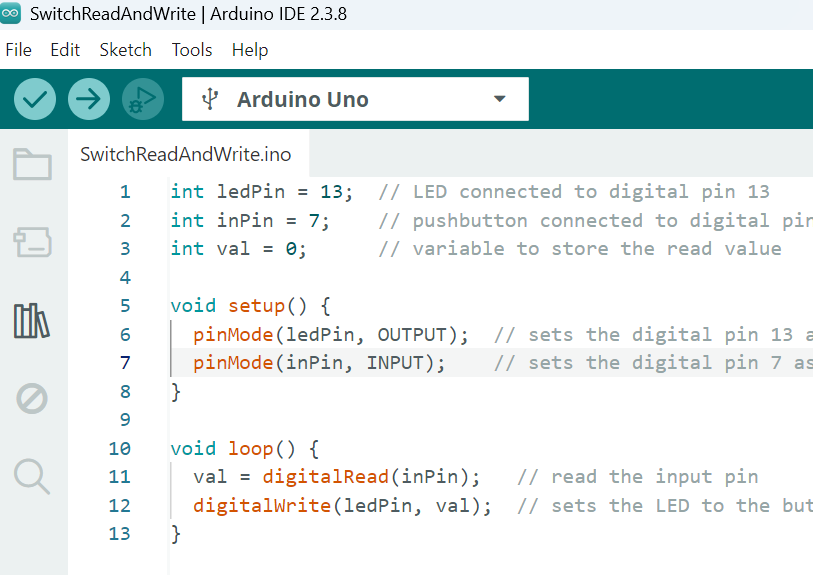 SwitchReadAndWrite | Arduino IDE 2.3.8
File Edit Sketch Tools Help
Arduino Uno
SwitchReadAndWrite.ino
1 int ledPin = 13;  // LED connected to digital pin 13
2 int inPin = 7;    // pushbutton connected to digital pin
3 int val = 0;      // variable to store the read value
4
5 void setup() {
6   pinMode(ledPin, OUTPUT);  // sets the digital pin 13 a
7   pinMode(inPin, INPUT);    // sets the digital pin 7 as
8 }
9
10 void loop() {
11   val = digitalRead(inPin);   // read the input pin
12   digitalWrite(ledPin, val);  // sets the LED to the but
13 }